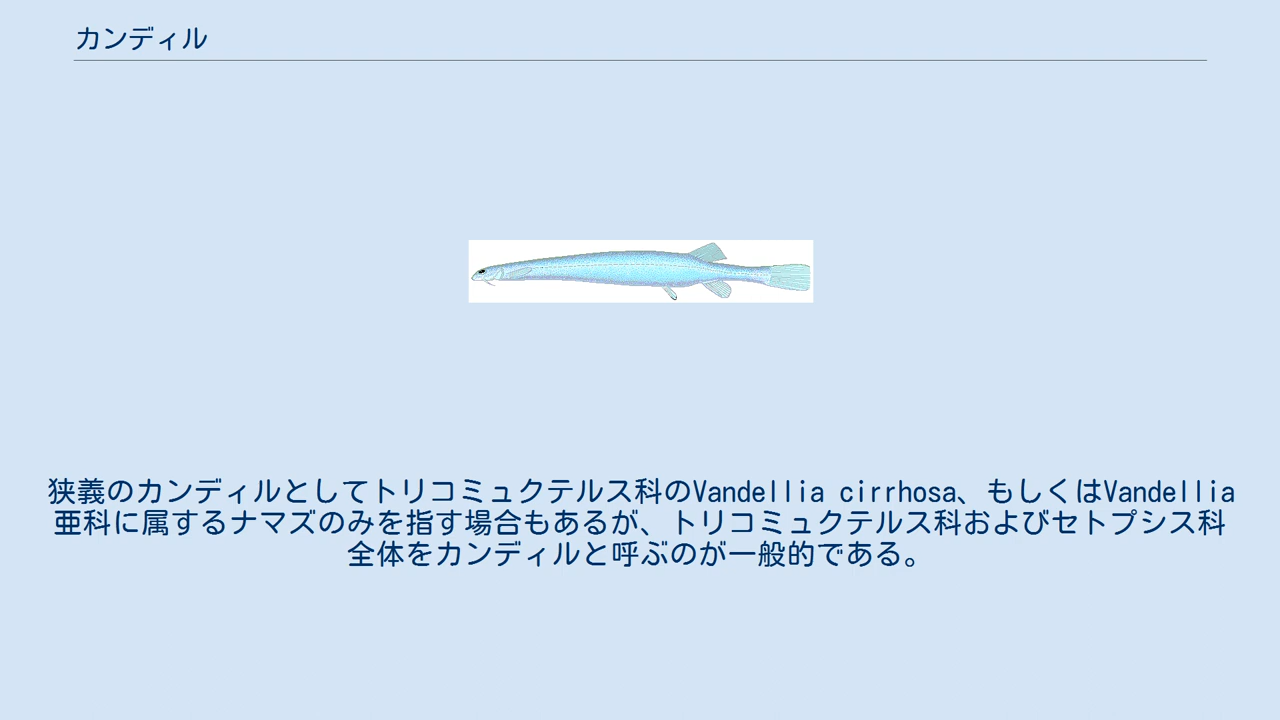 カンディル
狭義のカンディルとしてトリコミュクテルス科のVandellia cirrhosa、もしくはVandellia
亜科に属するナマズのみを指す場合もあるが、トリコミュクテルス科およびセトプシス科
全体をカンディルと呼ぶのが一般的である。